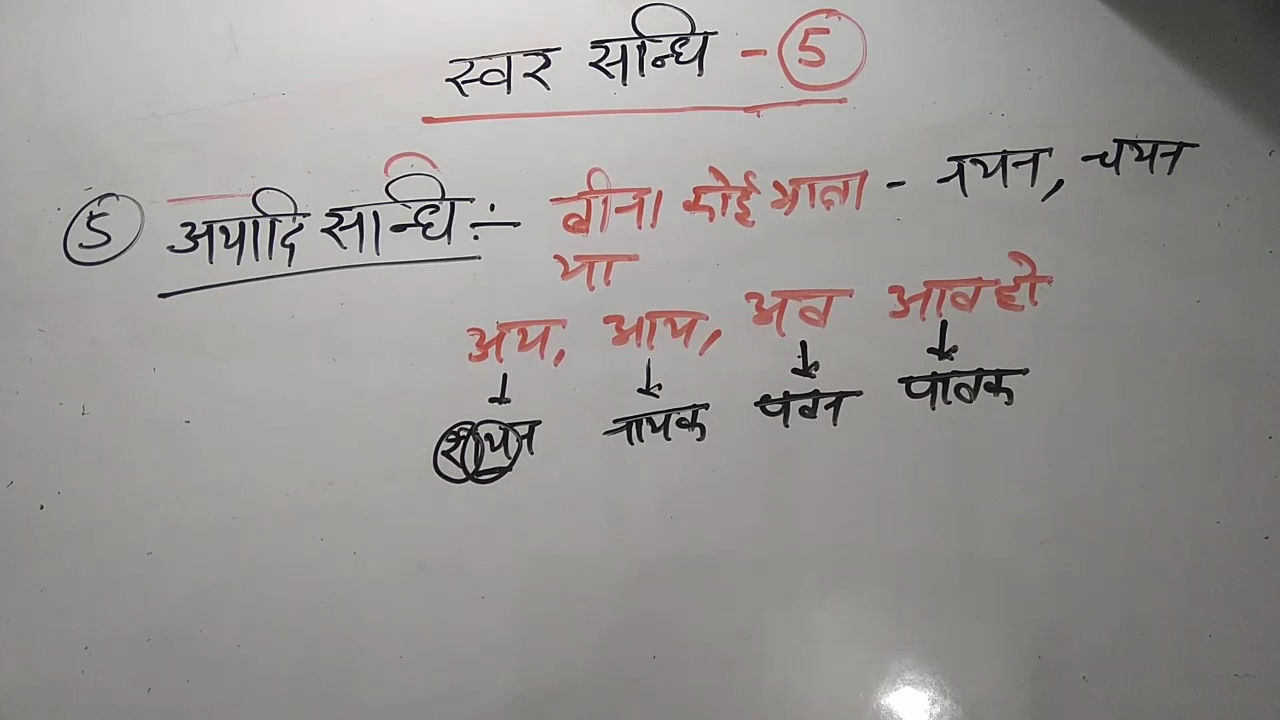 स्वर सन्धि - 5
5 अयादि सन्धि :- बीना कोई मात्रा - नयन, चयन
या
अय, आय, अव आव हो
शयन नायक पवन पावक